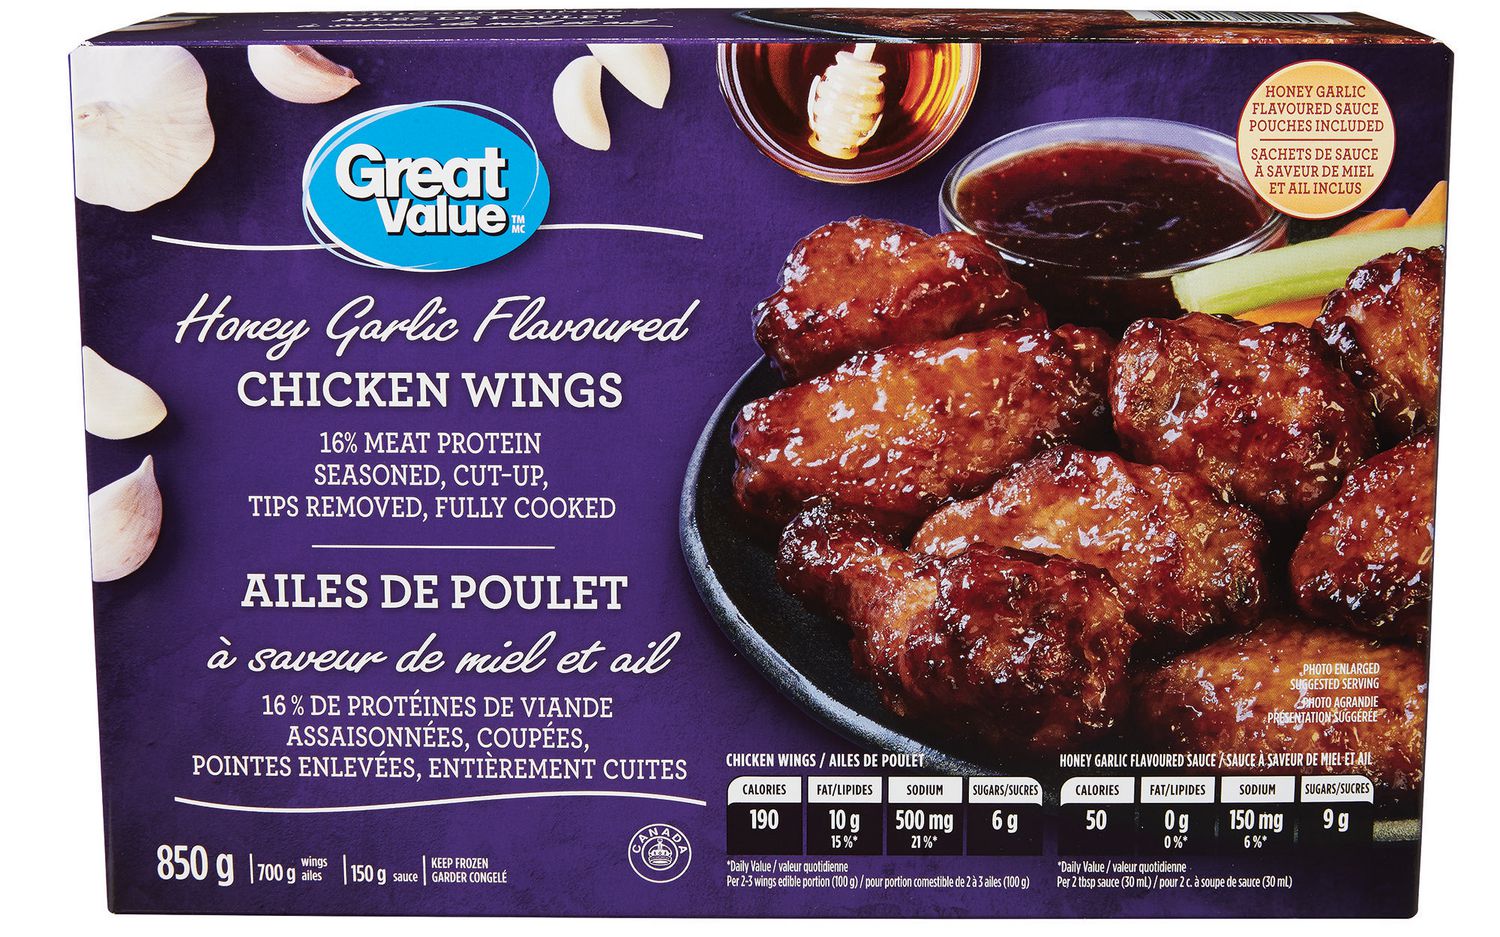 CHICKEN WINGS
AILES DE POULET
Great
Value
TM
MC
HONEY GARLIC
FLAVOURED SAUCE
POUCHES INCLUDED
SACHETS DE SAUCE
À SAVEUR DE MIEL
ET AIL INCLUS
Honey Garlic Flavoured
CHICKEN WINGS
16% MEAT PROTEIN
SEASONED, CUT-UP,
TIPS REMOVED, FULLY COOKED
AILES DE POULET
à saveur de miel et ail
16 % DE PROTÉINES DE VIANDE
ASSAISONNÉES, COUPÉES,
POINTES ENLEVÉES, ENTIÈREMENT CUITES
850 g 700 g wings ailes 150 g sauce KEEP FROZEN
GARDER CONGELÉ
CANADA
PHOTO ENLARGED
SUGGESTED SERVING
PHOTO AGRANDIE
PRÉSENTATION SUGGÉRÉE
CHICKEN WINGS / AILES DE POULET
CALORIES FAT/LIPIDES SODIUM SUGARS/SUCRES
190 10 g 500 mg 6 g
15 %* 21 %*
*Daily Value / valeur quotidienne
Per 2-3 wings edible portion (100 g) / pour portion comestible de 2 à 3 ailes (100 g)
HONEY GARLIC FLAVOURED SAUCE / SAUCE À SAVEUR DE MIEL ET AIL
CALORIES FAT/LIPIDES SODIUM SUGARS/SUCRES
50 0 g 150 mg 9 g
0 %* 6 %*
*Daily Value / valeur quotidienne
Per 2 tbsp sauce (30 mL) / pour 2 c. à soupe de sauce (30 mL)